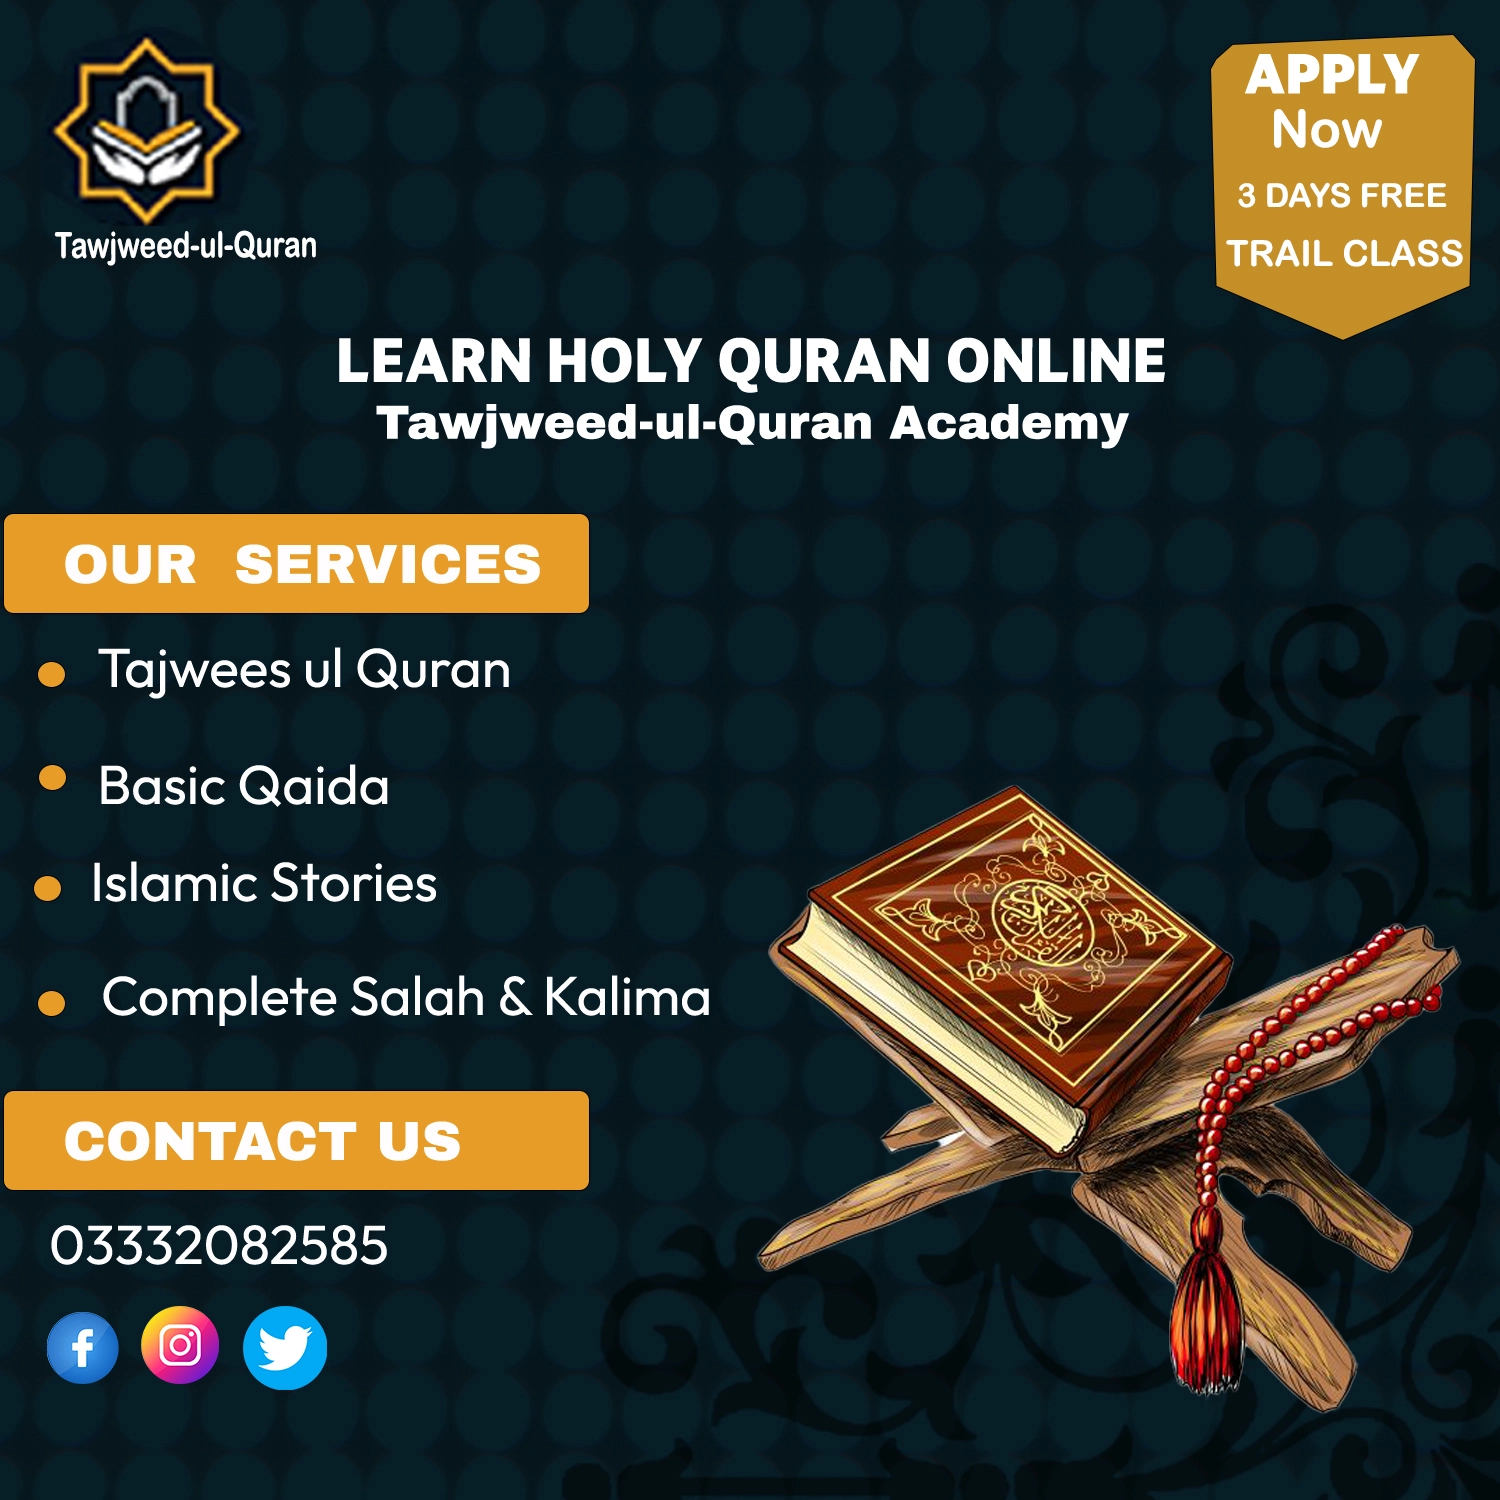 Tawjweed-ul-Quran
APPLY
Now
3 DAYS FREE
TRAIL CLASS
LEARN HOLY QURAN ONLINE
Tawjweed-ul-Quran Academy
OUR SERVICES
Tajwees ul Quran
Basic Qaida
Islamic Stories
Complete Salah & Kalima
CONTACT US
03332082585